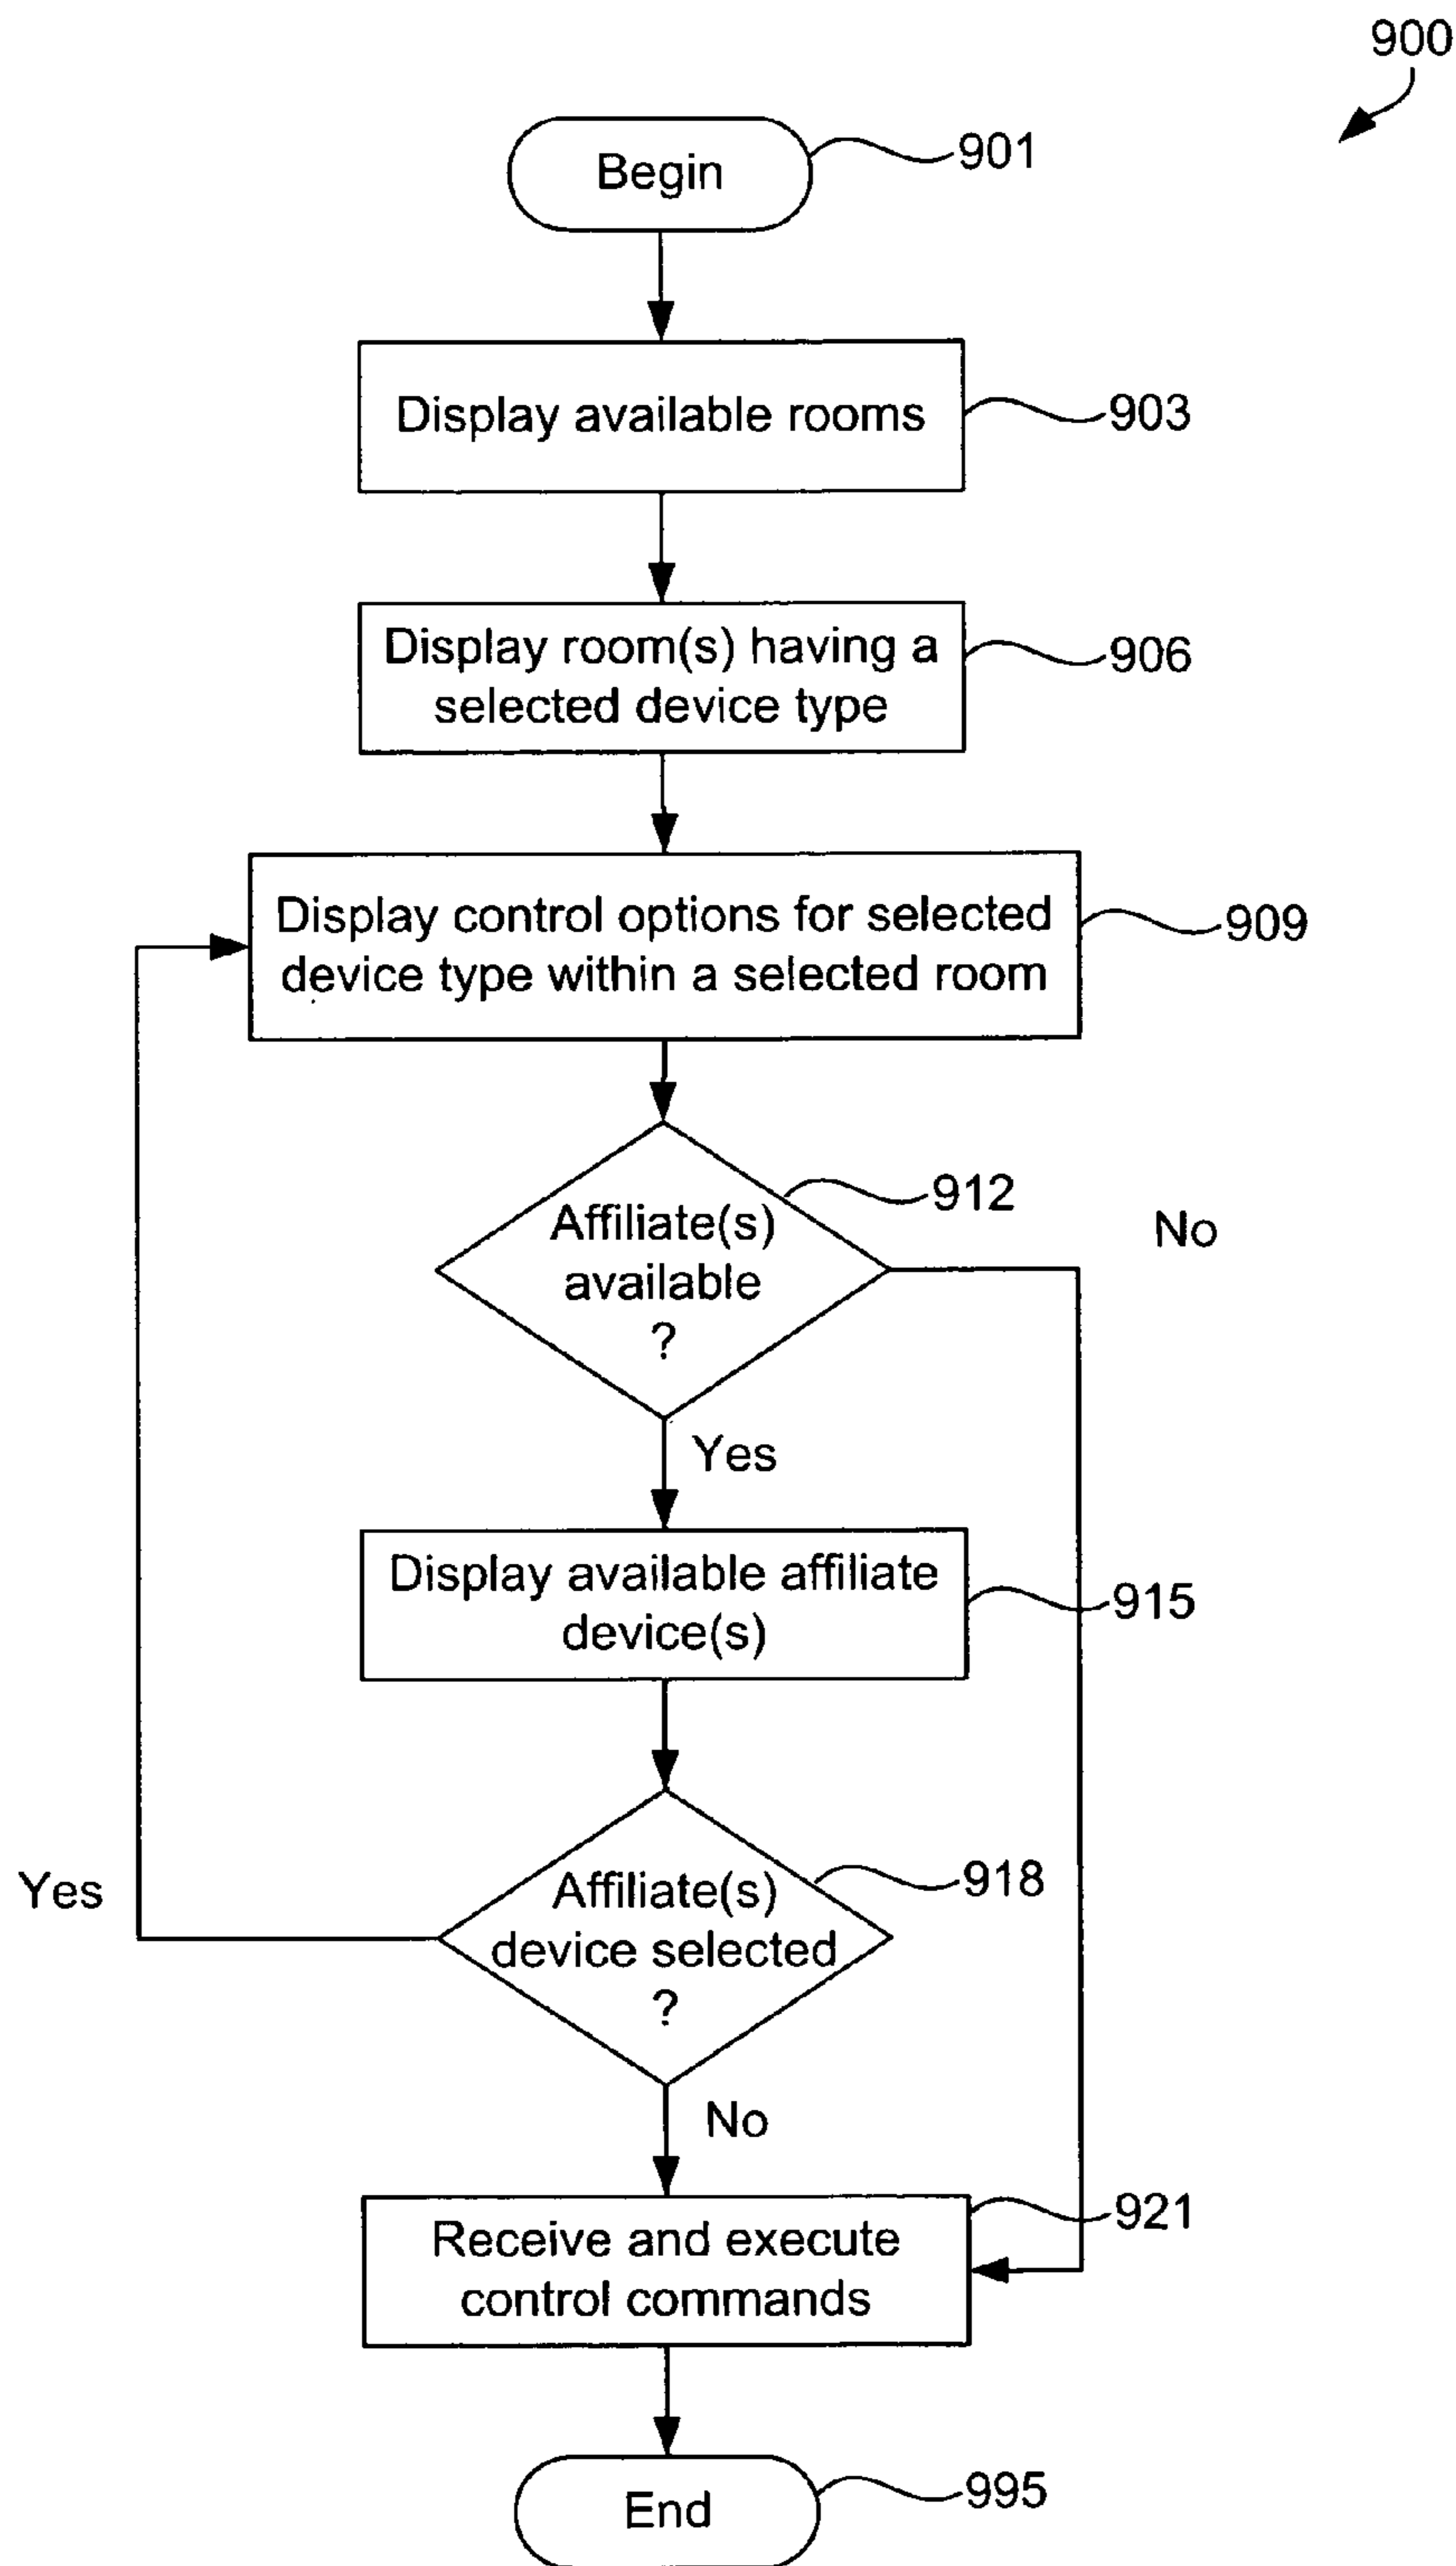 900
Begin
901
Display available rooms
903
Display room(s) having a
selected device type
906
Display control options for selected
device type within a selected room
909
Affiliate(s)
available
?
912
No
Yes
Display available affiliate
device(s)
915
Affiliate(s)
device selected
?
918
Yes
No
Receive and execute
control commands
921
End
995